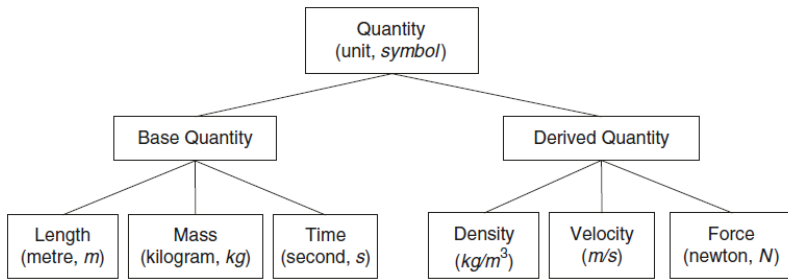 Quantity
(unit, symbol)
Base Quantity
Derived Quantity
Length
(metre, m)
Mass
(kilogram, kg)
Time
(second, s)
Density
(kg/m³)
Velocity
(m/s)
Force
(newton, N)